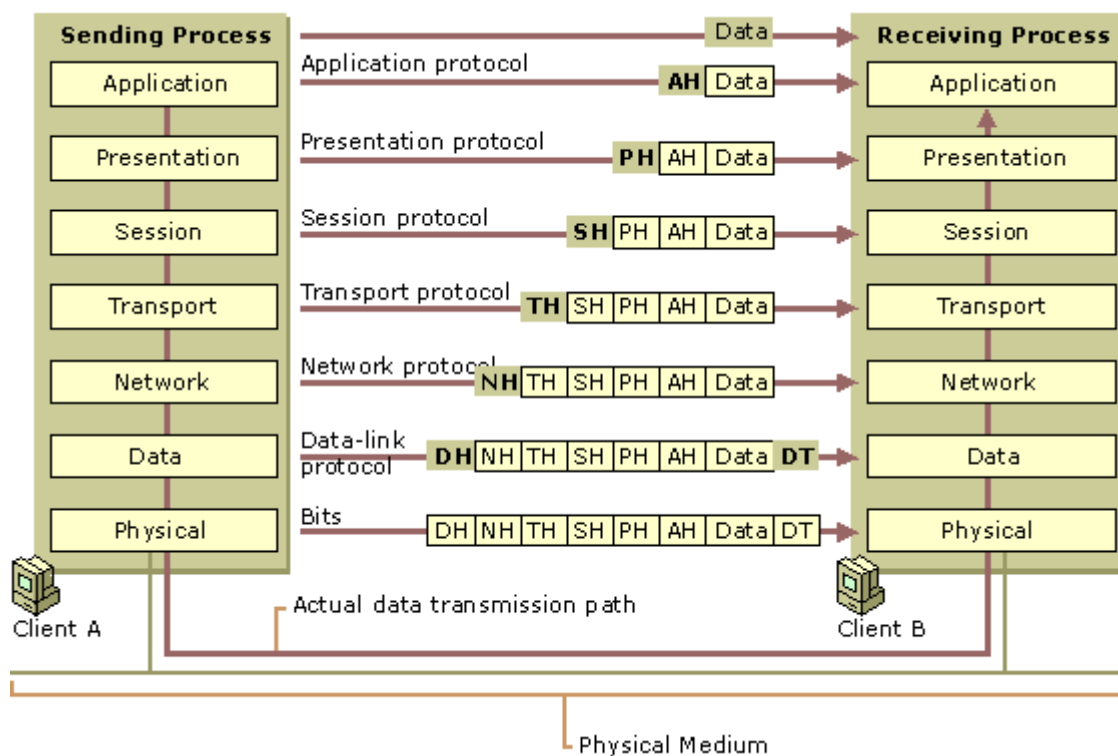 Sending Process
Data
Receiving Process
Application protocol
Application
AH Data
Application
Presentation protocol
Presentation
PH AH Data
Presentation
Session protocol
Session
SH PH AH Data
Session
Transport protocol
Transport
TH SH PH AH Data
Transport
Network protocol
Network
NH TH SH PH AH Data
Network
Data-link
protocol
Data
DH NH TH SH PH AH Data DT
Data
Bits
Physical
DH NH TH SH PH AH Data DT
Physical
Client A
Actual data transmission path
Client B
Physical Medium